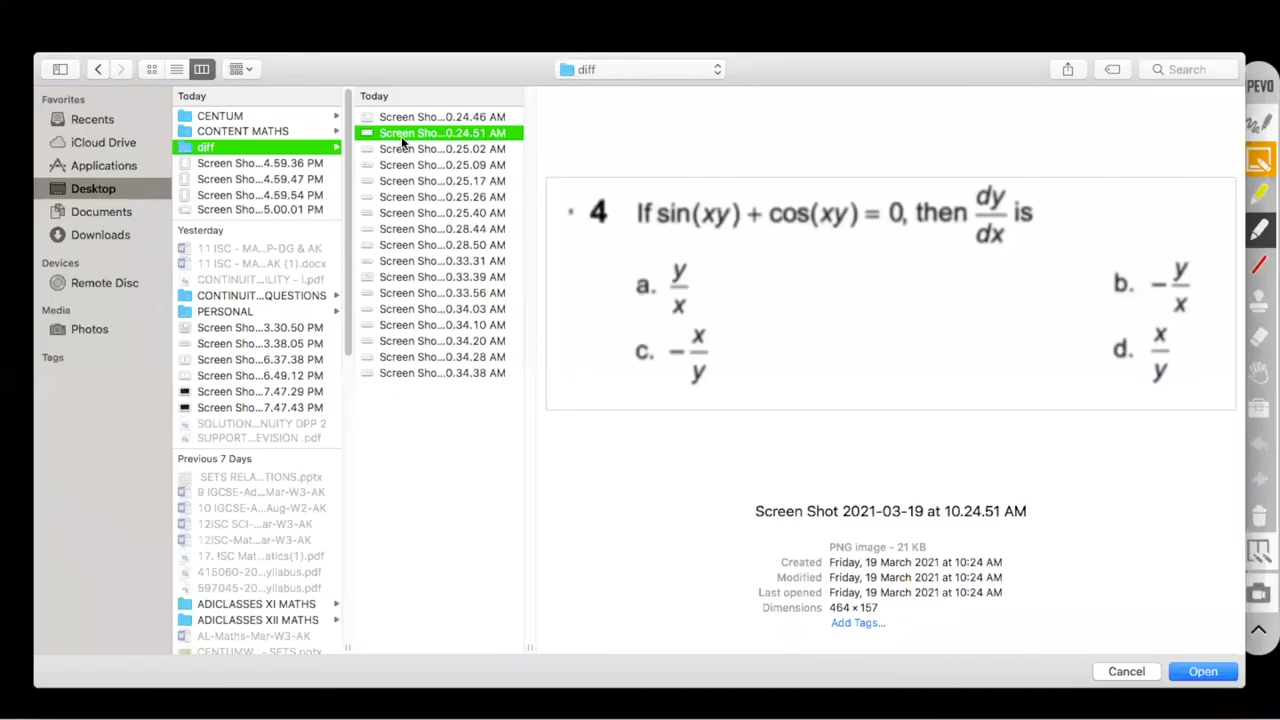 diff
Search
Favorites
Recents
iCloud Drive
Applications
Desktop
Documents
Downloads
Devices
Remote Disc
Media
Photos
Tags
Today
CENTUM
CONTENT MATHS
diff
Screen Sho...4.59.36 PM
Screen Sho...4.59.47 PM
Screen Sho...4.59.54 PM
Screen Sho...5.00.01 PM
Yesterday
11 ISC - MA...P-DG & AK
11 ISC - MA...AK (1).docx
CONTINUIT...ILITY - I.pdf
CONTINUIT...QUESTIONS
PERSONAL
Screen Sho...3.30.50 PM
Screen Sho...3.38.05 PM
Screen Sho...6.37.38 PM
Screen Sho...6.49.12 PM
Screen Sho...7.47.29 PM
Screen Sho...7.47.43 PM
SOLUTION...NUITY DPP 2
SUPPORT...EVISION .pdf
Previous 7 Days
SETS RELA...TIONS.pptx
9 IGCSE-Ad...Mar-W3-AK
10 IGCSE-A...Aug-W2-AK
12ISC SCI-...ar-W3-AK
12ISC-Mat...ar-W3-AK
17. ISC Mat...atics(1).pdf
415060-20...yllabus.pdf
597045-20...yllabus.pdf
ADICLASSES XI MATHS
ADICLASSES XII MATHS
AL-Maths-Mar-W3-AK
CENTUMW... - SETS.pptx
Today
Screen Sho...0.24.46 AM
Screen Sho...0.24.51 AM
Screen Sho...0.25.02 AM
Screen Sho...0.25.09 AM
Screen Sho...0.25.17 AM
Screen Sho...0.25.26 AM
Screen Sho...0.25.40 AM
Screen Sho...0.28.44 AM
Screen Sho...0.28.50 AM
Screen Sho...0.33.31 AM
Screen Sho...0.33.39 AM
Screen Sho...0.33.56 AM
Screen Sho...0.34.03 AM
Screen Sho...0.34.10 AM
Screen Sho...0.34.20 AM
Screen Sho...0.34.28 AM
Screen Sho...0.34.38 AM
4 If sin(xy) + cos(xy) = 0, then dy/dx is
a. y/x
b. -y/x
c. -x/y
d. x/y
Screen Shot 2021-03-19 at 10.24.51 AM
PNG image - 21 KB
Created Friday, 19 March 2021 at 10:24 AM
Modified Friday, 19 March 2021 at 10:24 AM
Last opened Friday, 19 March 2021 at 10:24 AM
Dimensions 464 × 157
Add Tags...
Cancel
Open